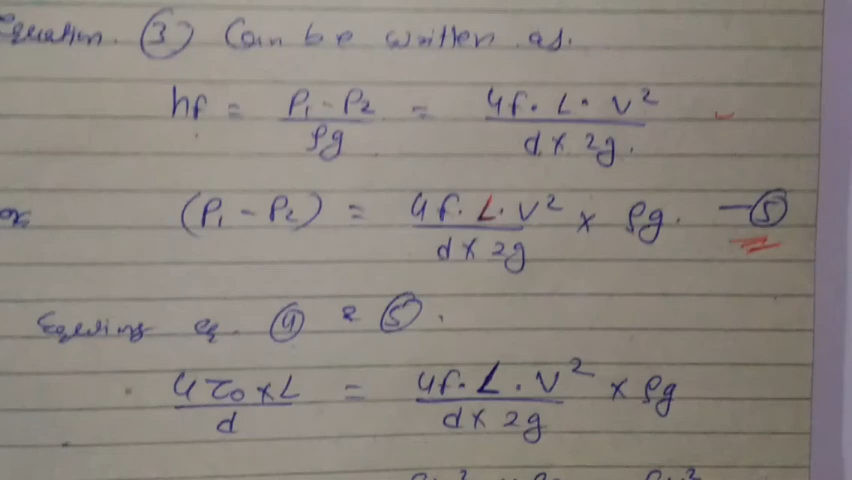 Equation. ③ Can be written as.
hf = P₁ - P₂ / ρg = 4f · L · V² / d × 2g.
or (P₁ - P₂) = 4f · L · V² / d × 2g × ρg. — ⑤
eq. ④ & ⑤.
4τ₀ × L / d = 4f · L · V² / d × 2g × ρg